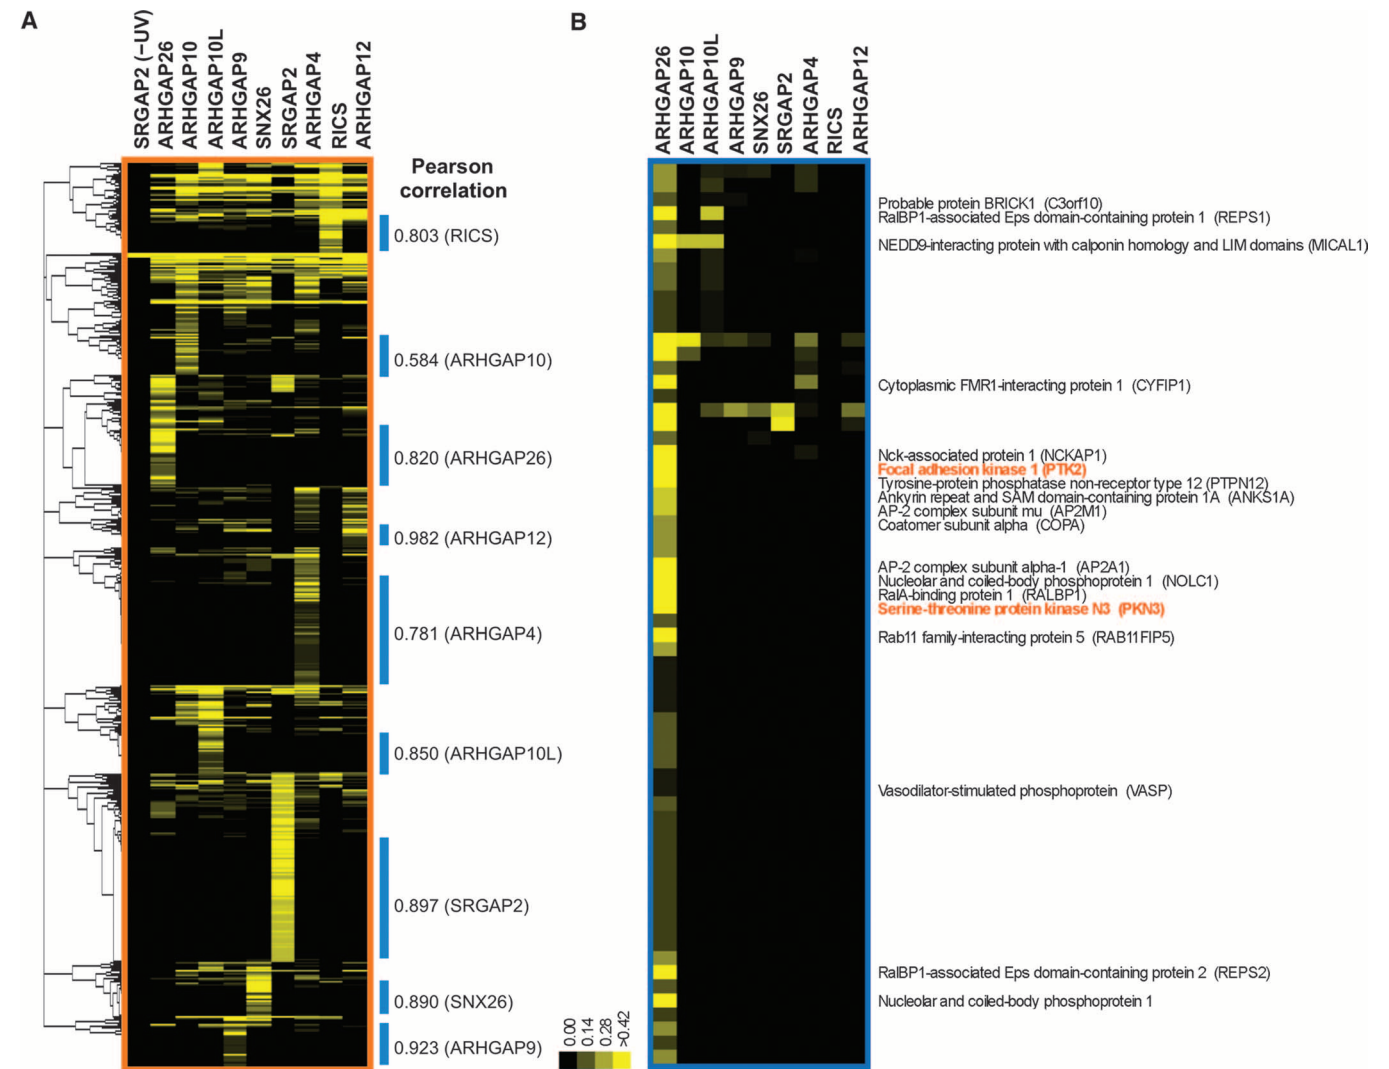 A
SRGAP2 (−UV)
ARHGAP26
ARHGAP10
ARHGAP10L
ARHGAP9
SNX26
SRGAP2
ARHGAP4
RICS
ARHGAP12
Pearson
correlation
0.803 (RICS)
0.584 (ARHGAP10)
0.820 (ARHGAP26)
0.982 (ARHGAP12)
0.781 (ARHGAP4)
0.850 (ARHGAP10L)
0.897 (SRGAP2)
0.890 (SNX26)
0.923 (ARHGAP9)
0.00
0.14
0.28
>0.42
B
ARHGAP26
ARHGAP10
ARHGAP10L
ARHGAP9
SNX26
SRGAP2
ARHGAP4
RICS
ARHGAP12
Probable protein BRICK1 (C3orf10)
RalBP1-associated Eps domain-containing protein 1 (REPS1)
NEDD9-interacting protein with calponin homology and LIM domains (MICAL1)
Cytoplasmic FMR1-interacting protein 1 (CYFIP1)
Nck-associated protein 1 (NCKAP1)
Focal adhesion kinase 1 (PTK2)
Tyrosine-protein phosphatase non-receptor type 12 (PTPN12)
Ankyrin repeat and SAM domain-containing protein 1A (ANKS1A)
AP-2 complex subunit mu (AP2M1)
Coatomer subunit alpha (COPA)
AP-2 complex subunit alpha-1 (AP2A1)
Nucleolar and coiled-body phosphoprotein 1 (NOLC1)
RalA-binding protein 1 (RALBP1)
Serine-threonine protein kinase N3 (PKN3)
Rab11 family-interacting protein 5 (RAB11FIP5)
Vasodilator-stimulated phosphoprotein (VASP)
RalBP1-associated Eps domain-containing protein 2 (REPS2)
Nucleolar and coiled-body phosphoprotein 1